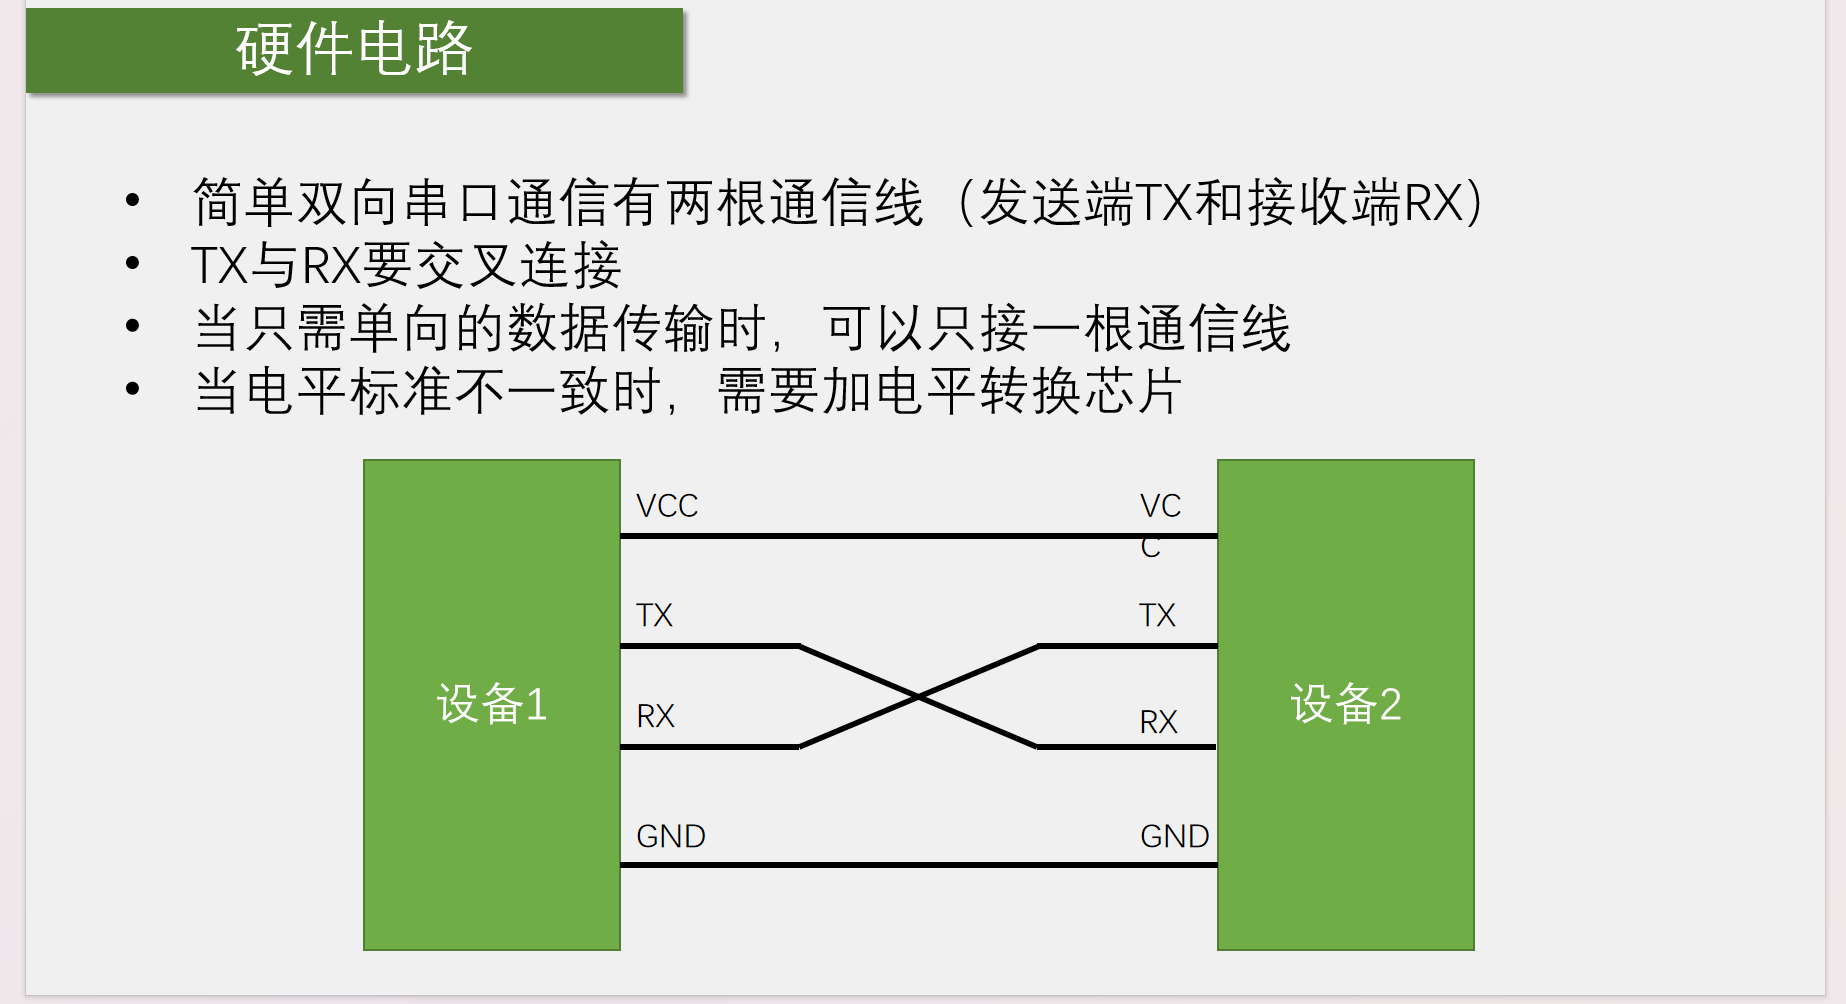 硬件电路
• 简单双向串口通信有两根通信线（发送端TX和接收端RX）
• TX与RX要交叉连接
• 当只需单向的数据传输时，可以只接一根通信线
• 当电平标准不一致时，需要加电平转换芯片
VCC
VC
C
TX
TX
设备1
设备2
RX
RX
GND
GND